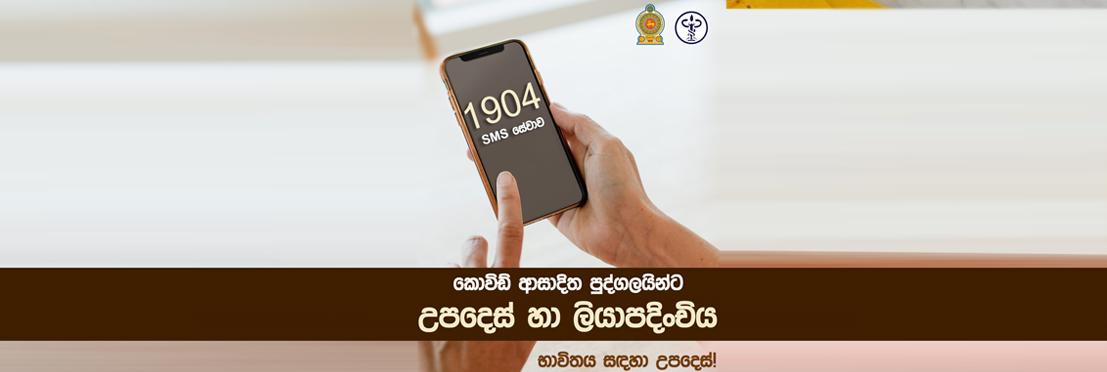 1904
SMS සේවාව
කොවිඩ් ආසාදිත පුද්ගලයින්ට
උපදෙස් හා ලියාපදිංචිය
භාවිතය සඳහා උපදෙස්!